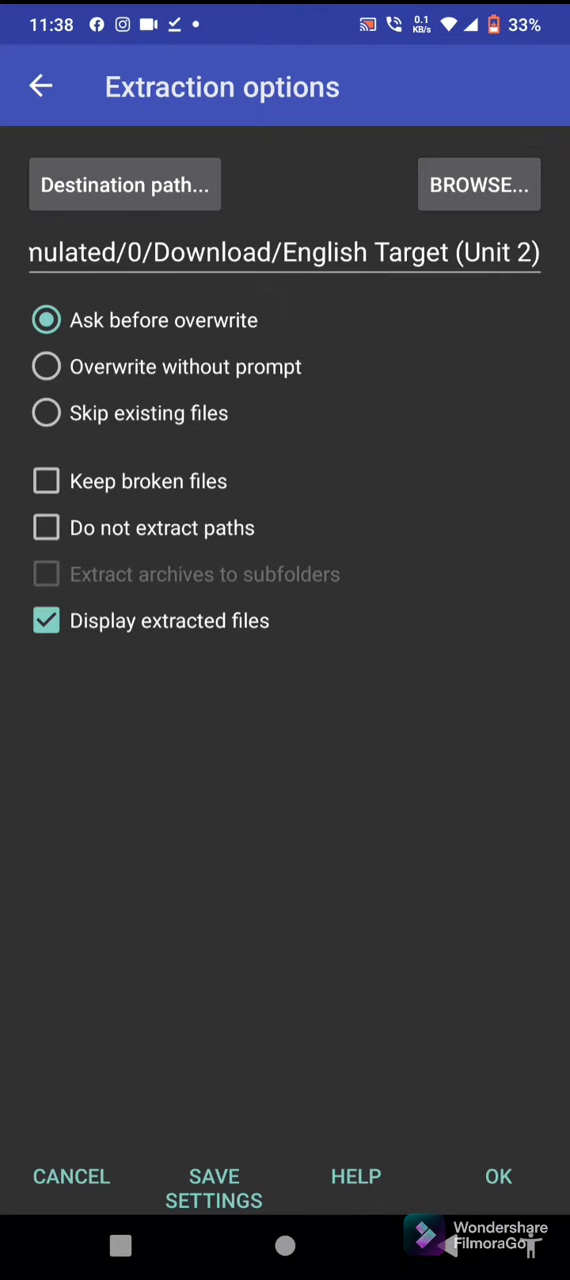 11:38
0.1
KB/s
33%
Extraction options
Destination path...
BROWSE...
nulated/0/Download/English Target (Unit 2)
Ask before overwrite
Overwrite without prompt
Skip existing files
Keep broken files
Do not extract paths
Extract archives to subfolders
Display extracted files
CANCEL
SAVE
SETTINGS
HELP
OK
Wondershare
FilmoraGo